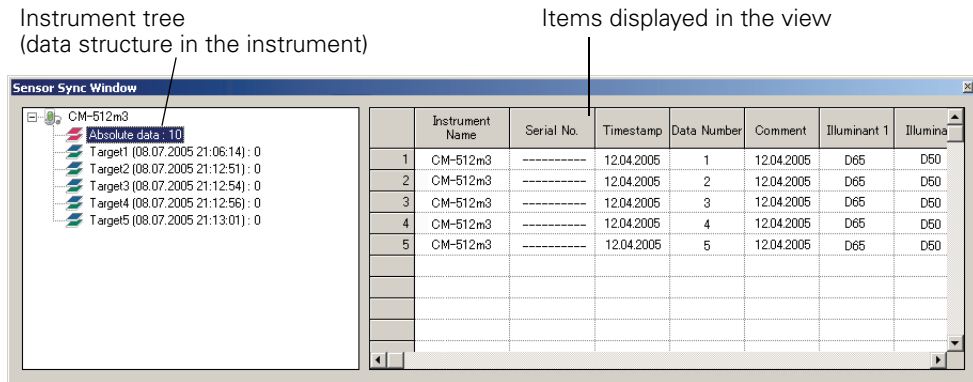 Instrument tree
(data structure in the instrument)
Items displayed in the view
Sensor Sync Window
CM-512m3
Absolute data : 10
Target1 (08.07.2005 21:06:14) : 0
Target2 (08.07.2005 21:12:51) : 0
Target3 (08.07.2005 21:12:54) : 0
Target4 (08.07.2005 21:12:56) : 0
Target5 (08.07.2005 21:13:01) : 0
Instrument Name Serial No. Timestamp Data Number Comment Illuminant 1 Illumina
1 CM-512m3 ---------- 12.04.2005 1 12.04.2005 D65 D50
2 CM-512m3 ---------- 12.04.2005 2 12.04.2005 D65 D50
3 CM-512m3 ---------- 12.04.2005 3 12.04.2005 D65 D50
4 CM-512m3 ---------- 12.04.2005 4 12.04.2005 D65 D50
5 CM-512m3 ---------- 12.04.2005 5 12.04.2005 D65 D50